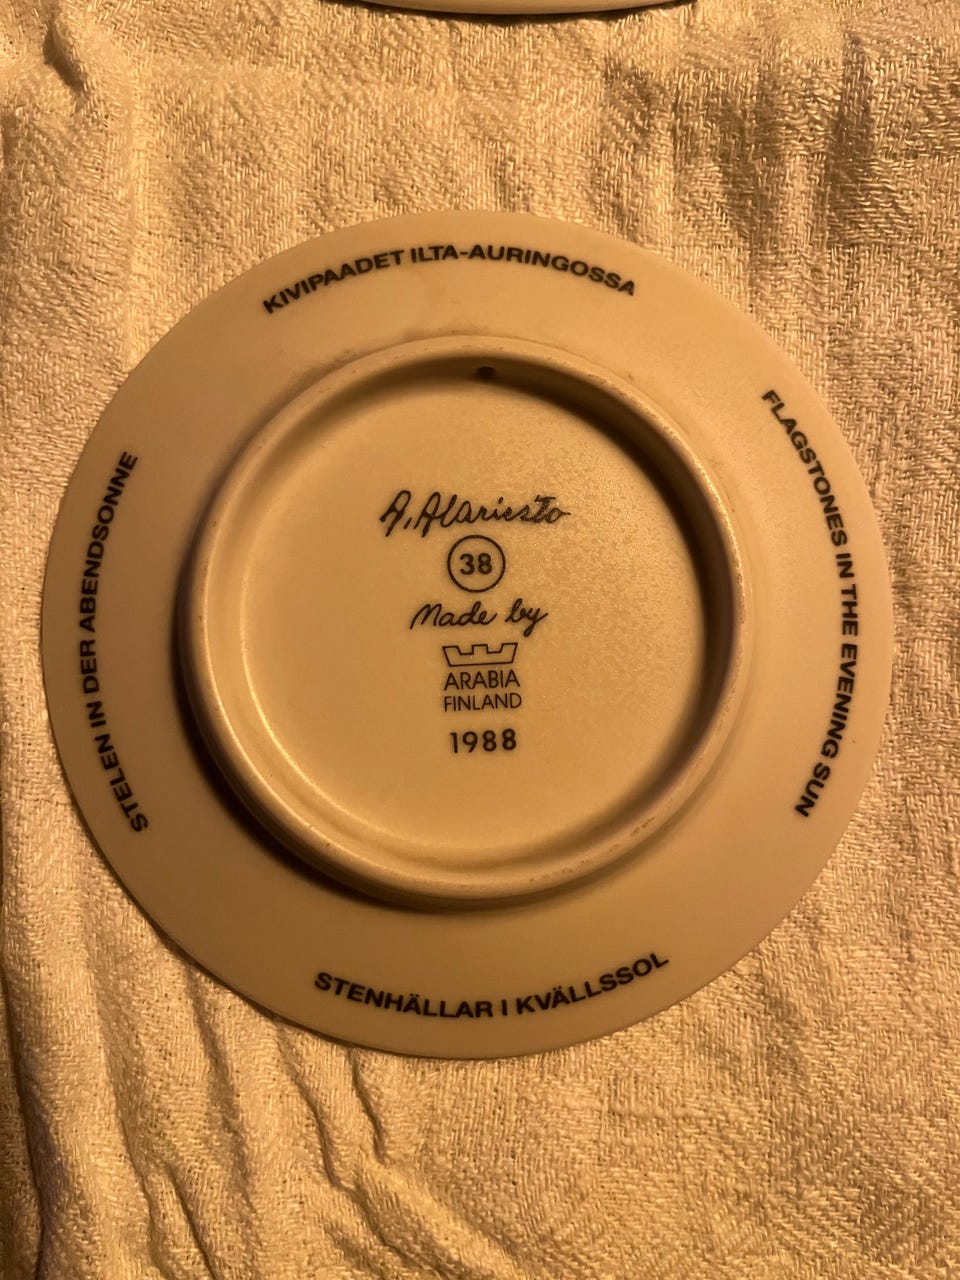 KIVIPAADET ILTA-AURINGOSSA
FLAGSTONES IN THE EVENING SUN
STENHÄLLAR I KVÄLLSSOL
STELEN IN DER ABENDSONNE
A. Alariesto
38
Made by
ARABIA
FINLAND
1988